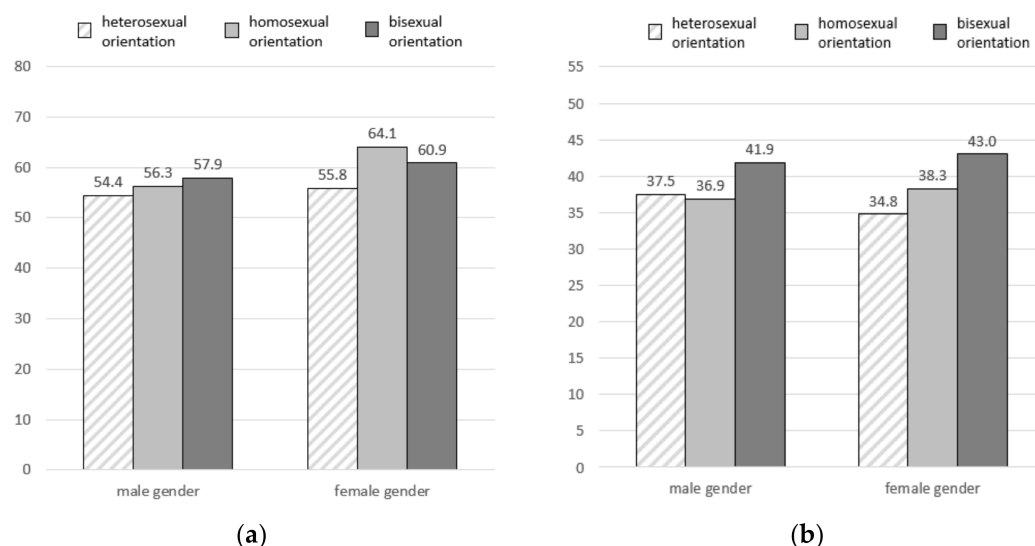 heterosexual orientation
homosexual orientation
bisexual orientation
80
70
60
50
40
30
20
10
0
54.4
56.3
57.9
55.8
64.1
60.9
male gender
female gender
(a)
heterosexual orientation
homosexual orientation
bisexual orientation
55
50
45
40
35
30
25
20
15
10
5
0
37.5
36.9
41.9
34.8
38.3
43.0
male gender
female gender
(b)